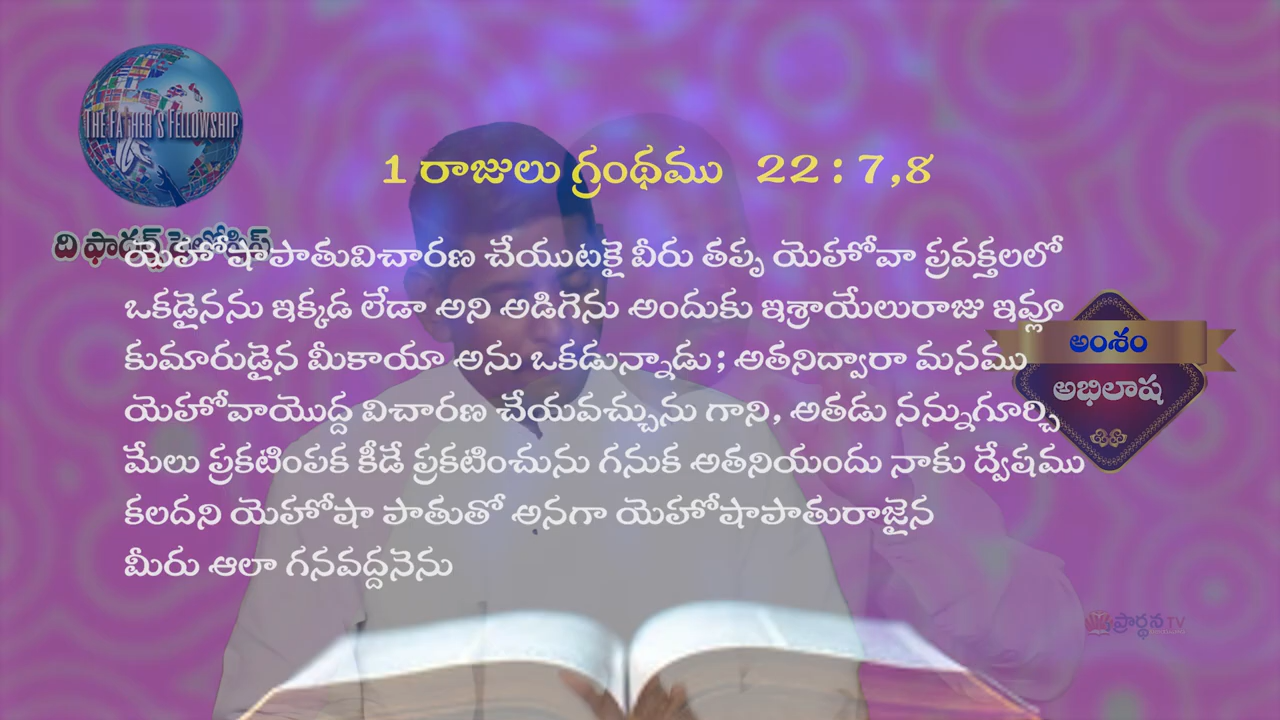 THE FATHER'S FELLOWSHIP
1 రాజులు గ్రంథము 22 : 7,8
ది ఫాదర్స్ ఫెలోషిప్
యెహోషాపాతువిచారణ చేయుటకై వీరు తప్ప యెహోవా ప్రవక్తలలో
ఒకడైనను ఇక్కడ లేడా అని అడిగెను అందుకు ఇశ్రాయేలురాజు ఇవ్లూ
కుమారుడైన మీకాయా అను ఒకడున్నాడు; అతనిద్వారా మనము
యెహోవాయొద్ద విచారణ చేయవచ్చును గాని, అతడు నన్నుగూర్చి
మేలు ప్రకటింపక కీడే ప్రకటించును గనుక అతనియందు నాకు ద్వేషము
కలదని యెహోషా పాతుతో అనగా యెహోషాపాతురాజైన
మీరు ఆలా గనవద్దనెను
అంశం
అభిలాష
ప్రార్థన TV